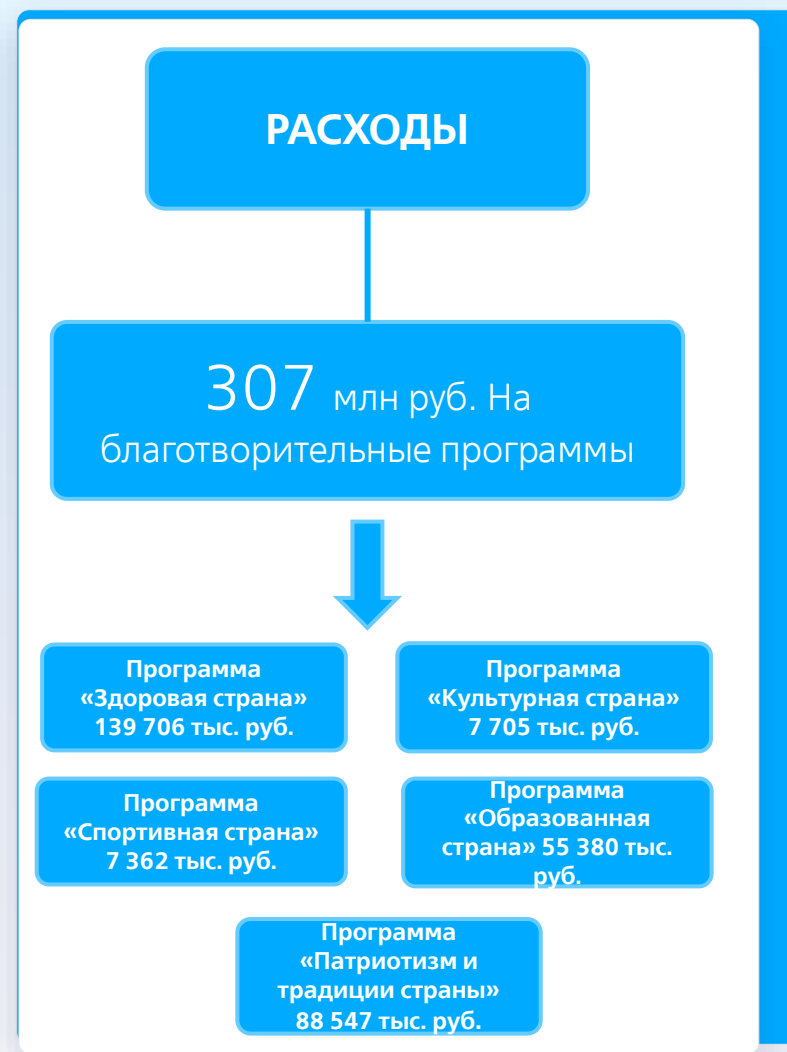 РАСХОДЫ
307 млн руб. На
благотворительные программы
Программа
«Здоровая страна»
139 706 тыс. руб.
Программа
«Культурная страна»
7 705 тыс. руб.
Программа
«Спортивная страна»
7 362 тыс. руб.
Программа
«Образованная
страна» 55 380 тыс.
руб.
Программа
«Патриотизм и
традиции страны»
88 547 тыс. руб.